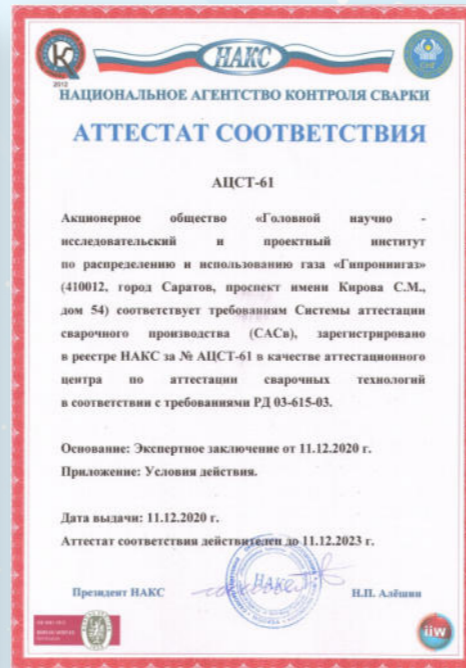 2012
НАКС
НАЦИОНАЛЬНОЕ АГЕНТСТВО КОНТРОЛЯ СВАРКИ
АТТЕСТАТ СООТВЕТСТВИЯ
АЦСТ-61
Акционерное общество «Головной научно -
исследовательский и проектный институт
по распределению и использованию газа «Гипрониигаз»
(410012, город Саратов, проспект имени Кирова С.М.,
дом 54) соответствует требованиям Системы аттестации
сварочного производства (САСв), зарегистрировано
в реестре НАКС за № АЦСТ-61 в качестве аттестационного
центра по аттестации сварочных технологий
в соответствии с требованиями РД 03-615-03.
Основание: Экспертное заключение от 11.12.2020 г.
Приложение: Условия действия.
Дата выдачи: 11.12.2020 г.
Аттестат соответствия действителен до 11.12.2023 г.
Президент НАКС
НАКС
Н.П. Алёшин
iiw